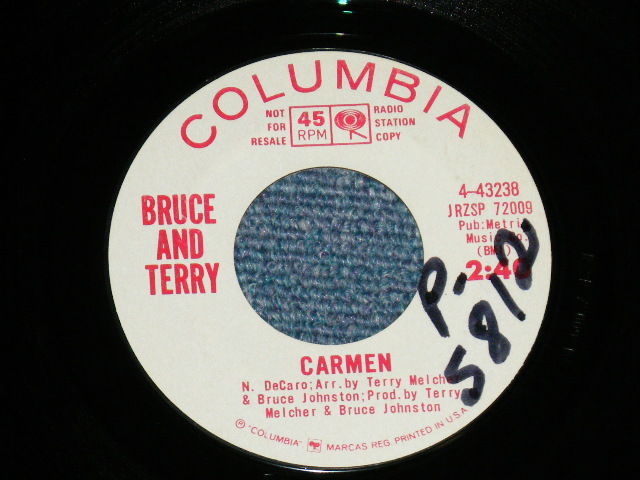 COLUMBIA
NOT FOR RESALE
45 RPM
RADIO STATION COPY
BRUCE AND TERRY
4-43238
JRZSP 72009
Pub: Metric
Music Co.
(BMI)
2:40
P.
5812
CARMEN
N. DeCaro; Arr. by Terry Melcher
& Bruce Johnston; Prod. by Terry
Melcher & Bruce Johnston
℗ "COLUMBIA" MARCAS REG. PRINTED IN U.S.A.